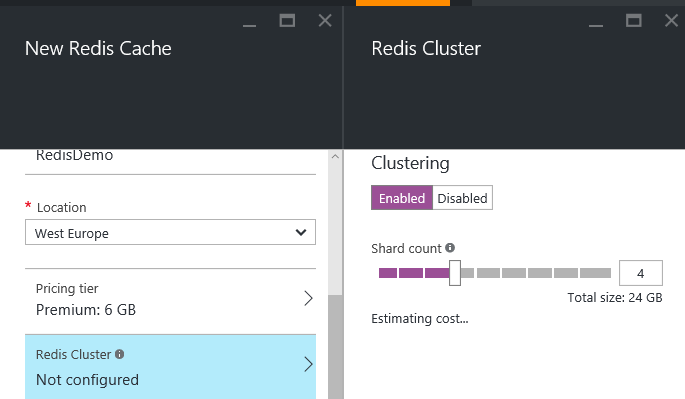 New Redis Cache
RedisDemo
* Location
West Europe
Pricing tier
Premium: 6 GB
Redis Cluster
Not configured
Redis Cluster
Clustering
Enabled Disabled
Shard count
4
Total size: 24 GB
Estimating cost...